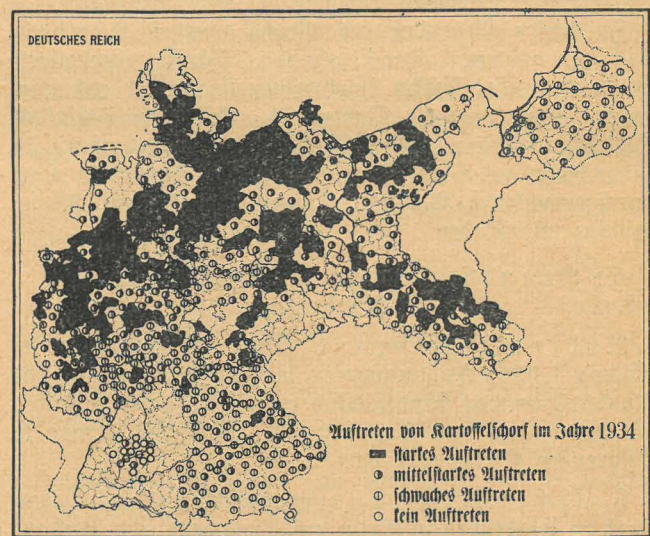 DEUTSCHES REICH
Auftreten von Kartoffelschorf im Jahre 1934
starkes Auftreten
mittelstarkes Auftreten
schwaches Auftreten
kein Auftreten